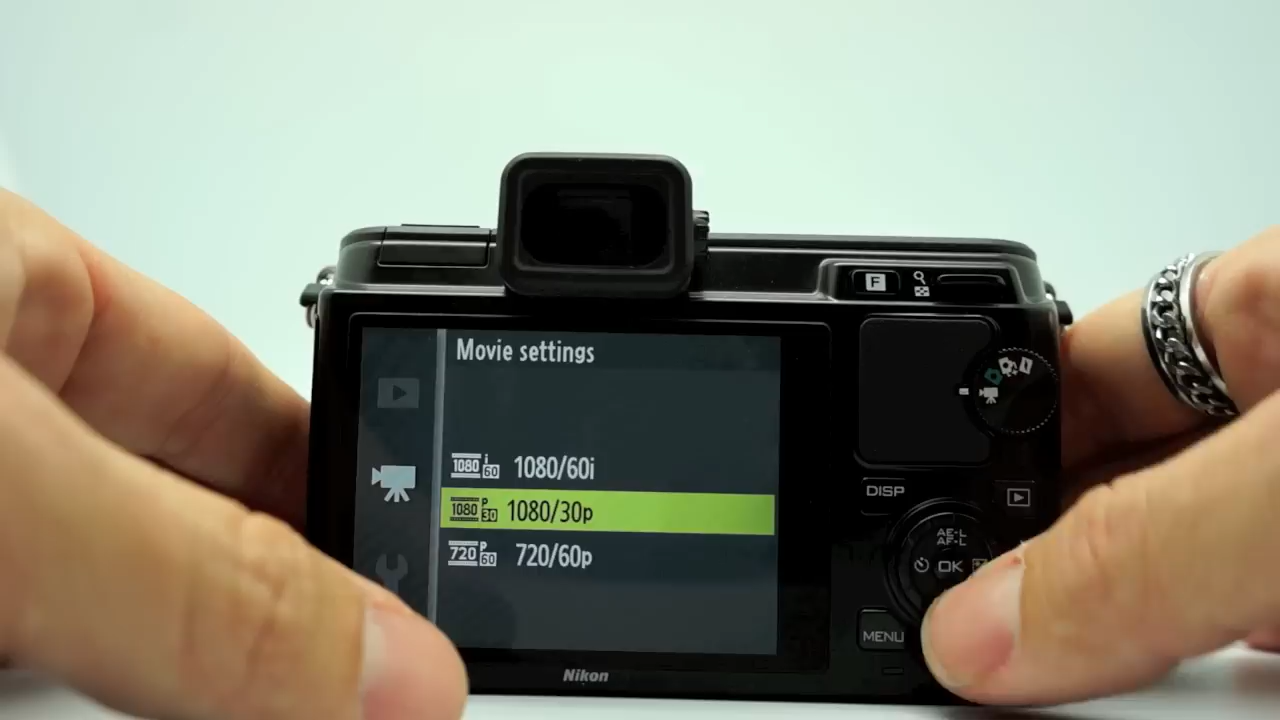 F
Movie settings
1080 i 60 1080/60i
1080 P 30 1080/30p
720 P 60 720/60p
DISP
AE-L
AF-L
OK
MENU
Nikon